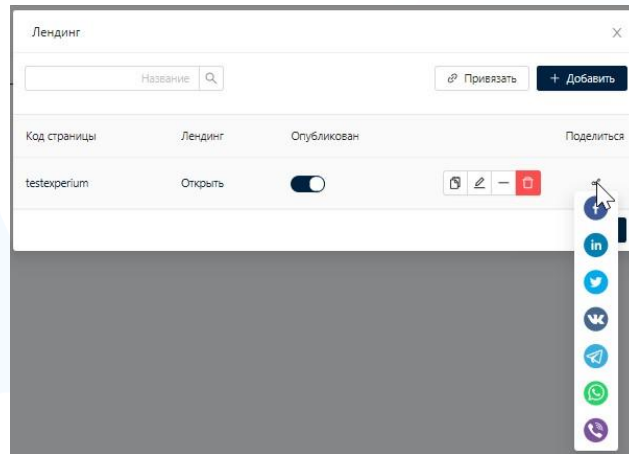 Лендинг
Название
Привязать
+ Добавить
Код страницы Лендинг Опубликован Поделиться
testexperium Открыть